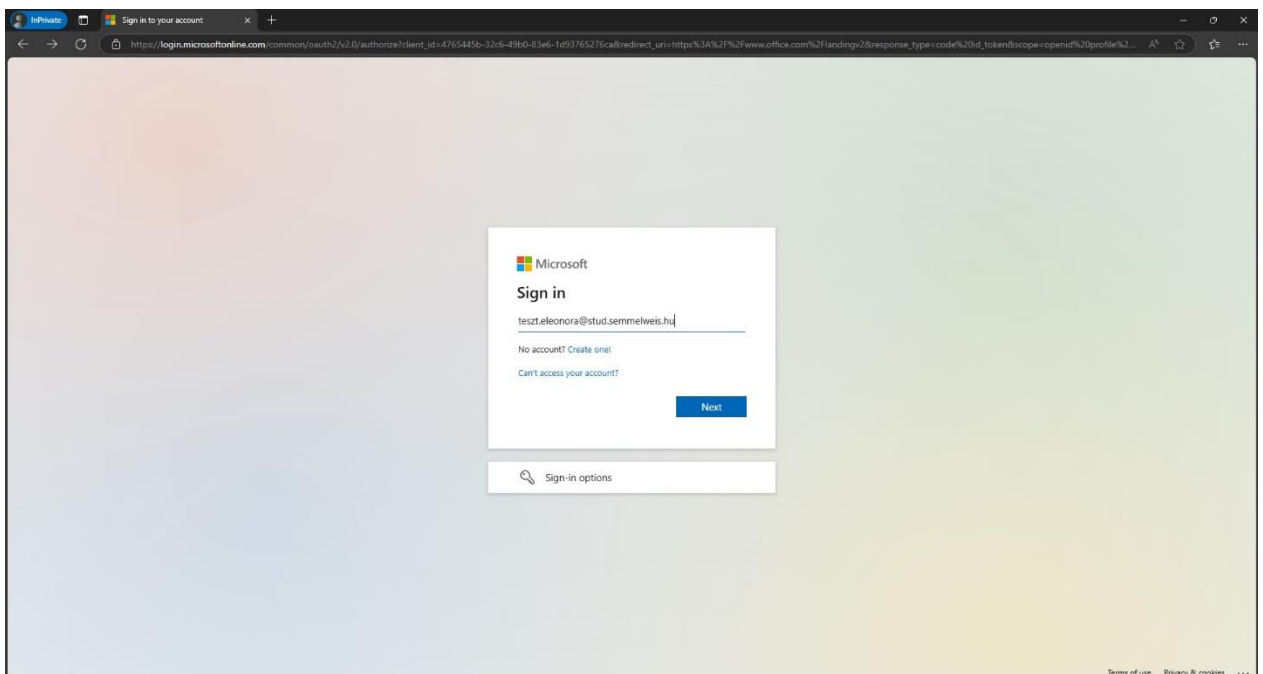 InPrivate
Sign in to your account
https://login.microsoftonline.com/common/oauth2/v2.0/authorize?client_id=4765445b-32c6-49b0-83e6-1d93765276ca&redirect_uri=https%3A%2F%2Fwww.office.com%2Flandingv2&response_type=code%20id_token&scope=openid%20profile%2...
Microsoft
Sign in
teszt.eleonora@stud.semmelweis.hu
No account? Create one!
Can't access your account?
Next
Sign-in options
Terms of use Privacy & cookies ...